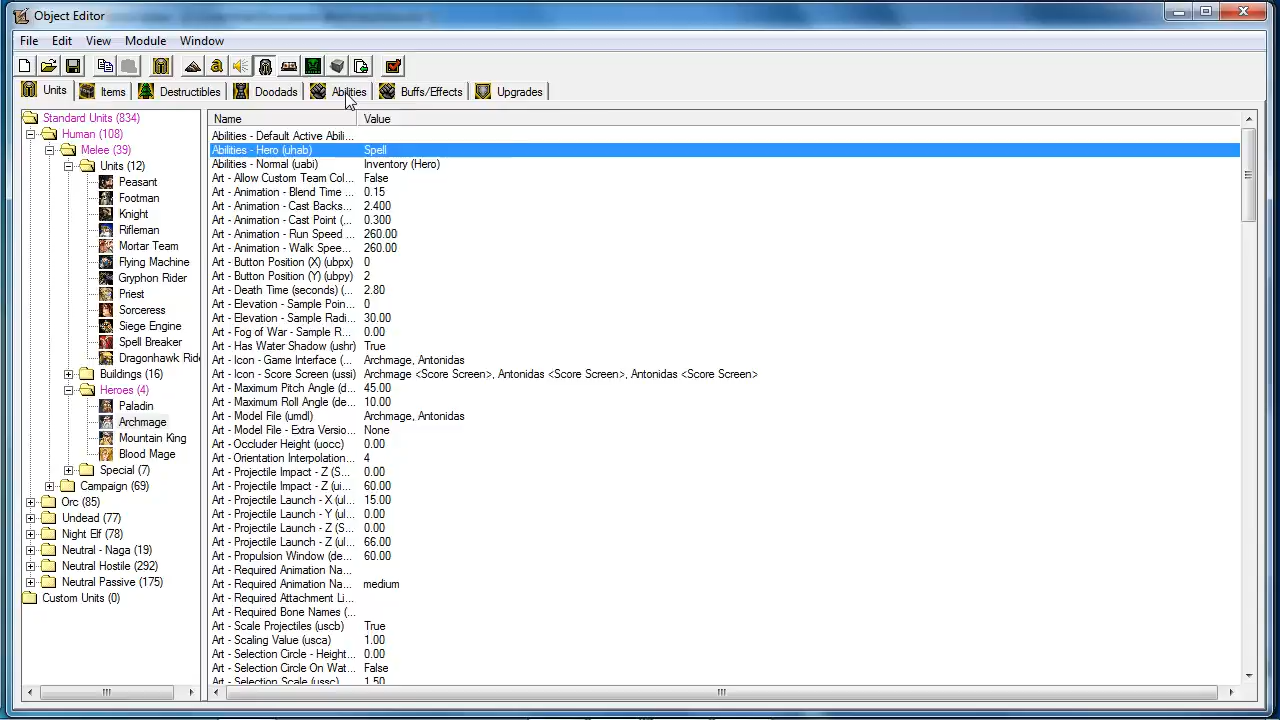 Object Editor
File Edit View Module Window
Units Items Destructibles Doodads Abilities Buffs/Effects Upgrades
Standard Units (834)
Human (108)
Melee (39)
Units (12)
Peasant
Footman
Knight
Rifleman
Mortar Team
Flying Machine
Gryphon Rider
Priest
Sorceress
Siege Engine
Spell Breaker
Dragonhawk Ride
Buildings (16)
Heroes (4)
Paladin
Archmage
Mountain King
Blood Mage
Special (7)
Campaign (69)
Orc (85)
Undead (77)
Night Elf (78)
Neutral - Naga (19)
Neutral Hostile (292)
Neutral Passive (175)
Custom Units (0)
Name Value
Abilities - Default Active Abili...
Abilities - Hero (uhab) Spell
Abilities - Normal (uabi) Inventory (Hero)
Art - Allow Custom Team Col... False
Art - Animation - Blend Time ... 0.15
Art - Animation - Cast Backs... 2.400
Art - Animation - Cast Point (... 0.300
Art - Animation - Run Speed ... 260.00
Art - Animation - Walk Spee... 260.00
Art - Button Position (X) (ubpx) 0
Art - Button Position (Y) (ubpy) 2
Art - Death Time (seconds) (... 2.80
Art - Elevation - Sample Poin... 0
Art - Elevation - Sample Radi... 30.00
Art - Fog of War - Sample R... 0.00
Art - Has Water Shadow (ushr) True
Art - Icon - Game Interface (... Archmage, Antonidas
Art - Icon - Score Screen (ussi) Archmage <Score Screen>, Antonidas <Score Screen>, Antonidas <Score Screen>
Art - Maximum Pitch Angle (d... 45.00
Art - Maximum Roll Angle (de... 10.00
Art - Model File (umdl) Archmage, Antonidas
Art - Model File - Extra Versio... None
Art - Occluder Height (uocc) 0.00
Art - Orientation Interpolation... 4
Art - Projectile Impact - Z (S... 0.00
Art - Projectile Impact - Z (ui... 60.00
Art - Projectile Launch - X (ul... 15.00
Art - Projectile Launch - Y (ul... 0.00
Art - Projectile Launch - Z (S... 0.00
Art - Projectile Launch - Z (ul... 66.00
Art - Propulsion Window (de... 60.00
Art - Required Animation Na...
Art - Required Animation Na... medium
Art - Required Attachment Li...
Art - Required Bone Names (...
Art - Scale Projectiles (uscb) True
Art - Scaling Value (usca) 1.00
Art - Selection Circle - Height... 0.00
Art - Selection Circle On Wat... False
Art - Selection Scale (ussc) 1.50